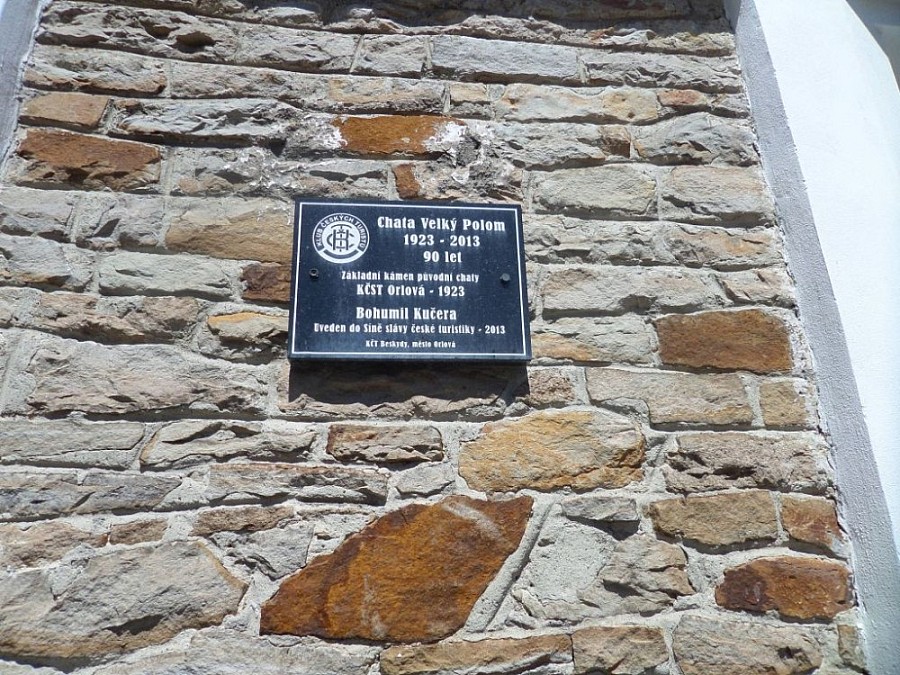 KLUB ČESKÝCH TURISTŮ
Chata Velký Polom
1923 - 2013
90 let
Základní kámen původní chaty
KČST Orlová - 1923
Bohumil Kučera
Uveden do Síně slávy české turistiky - 2013
KČT Beskydy, město Orlová